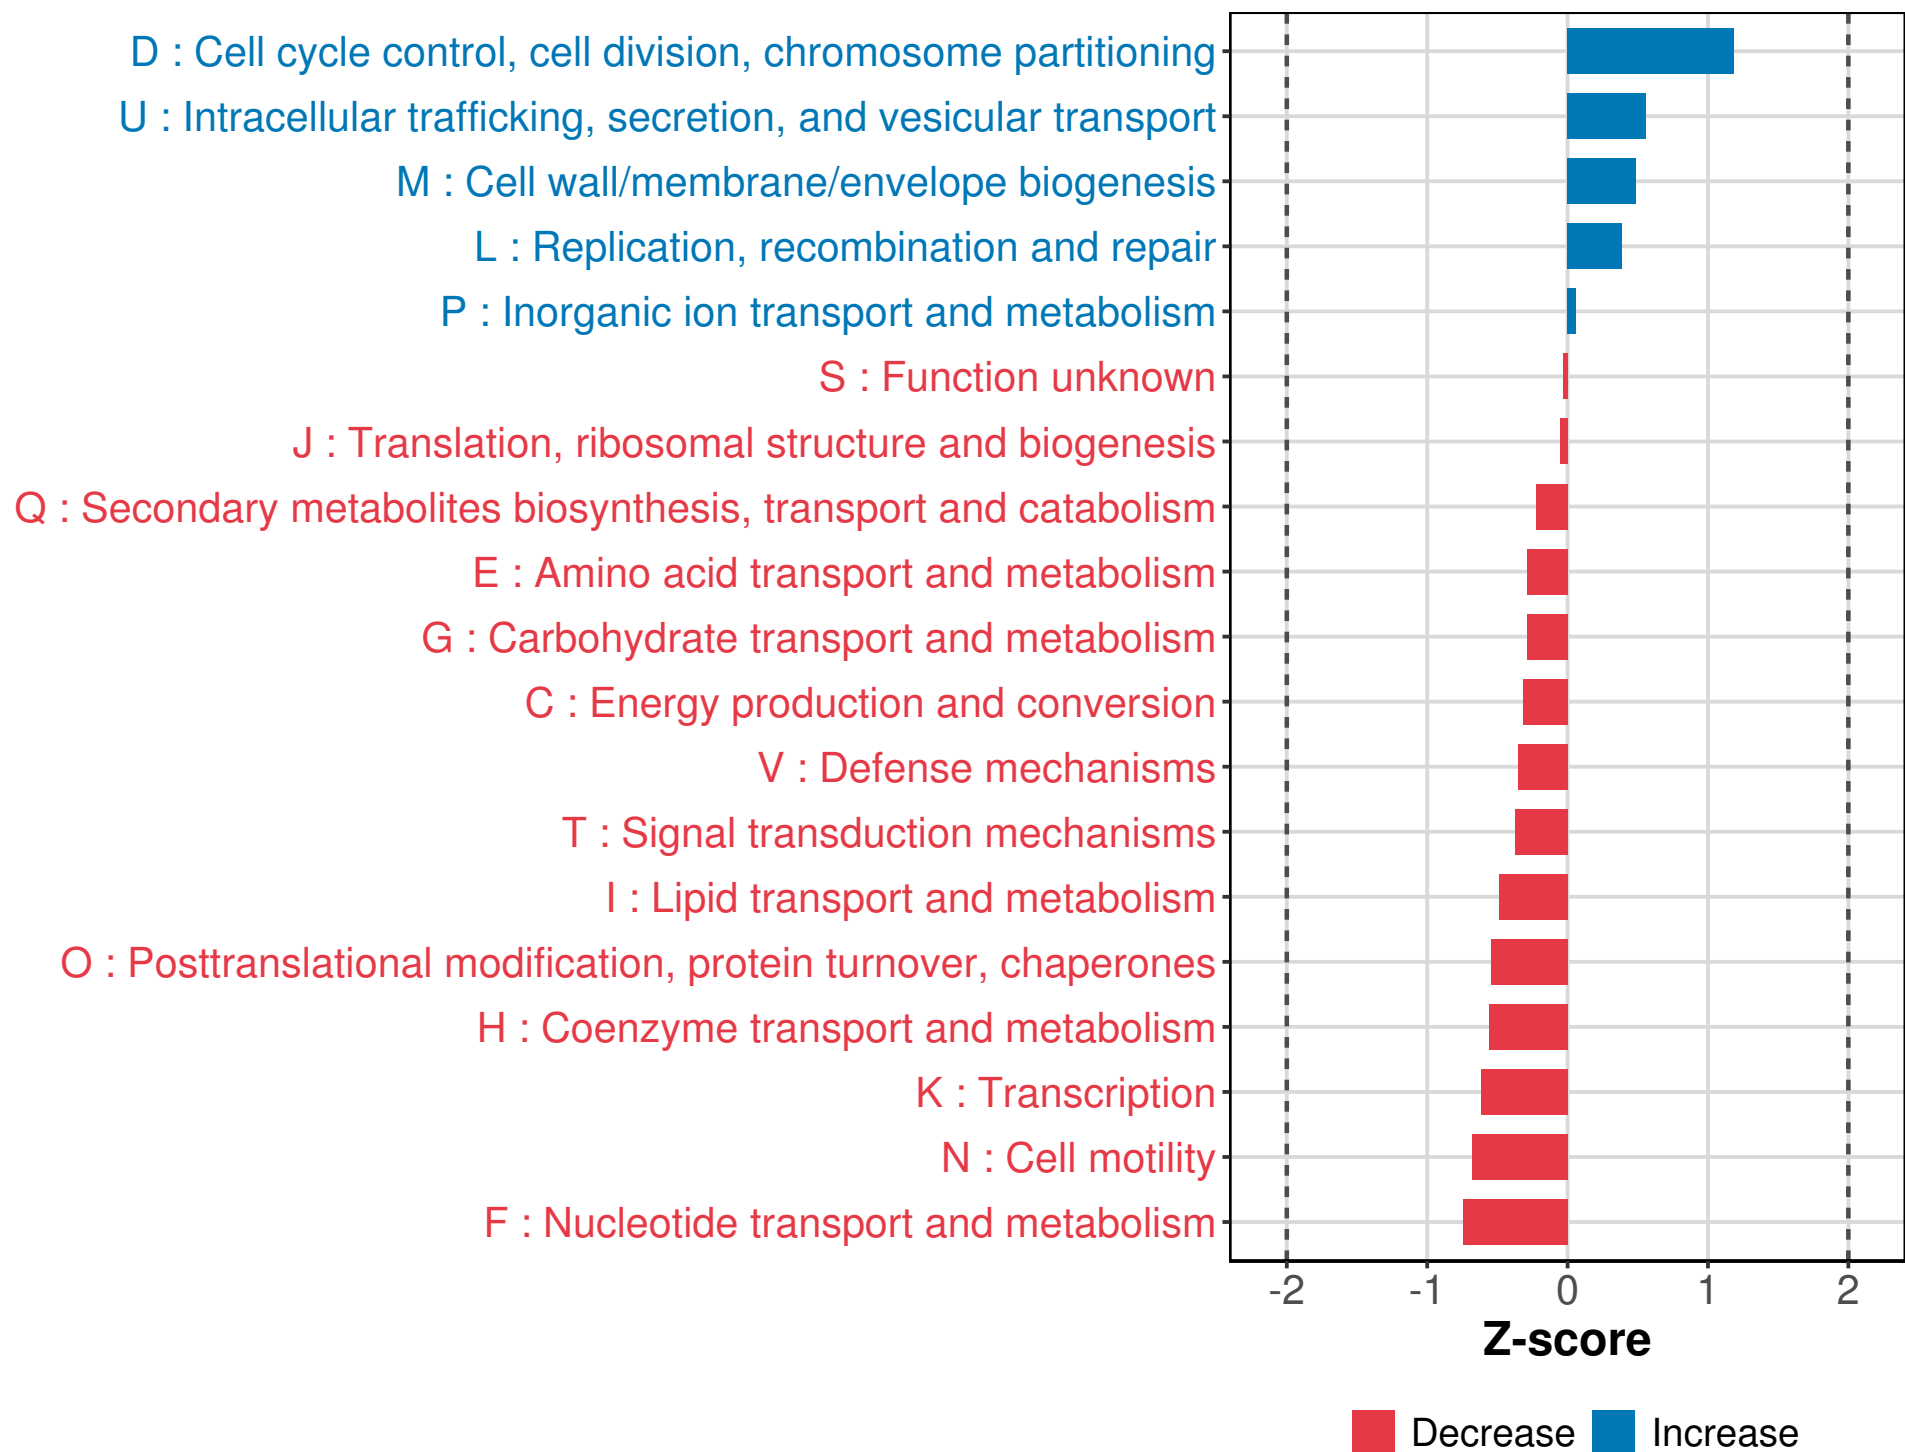 D : Cell cycle control, cell division, chromosome partitioning
U : Intracellular trafficking, secretion, and vesicular transport
M : Cell wall/membrane/envelope biogenesis
L : Replication, recombination and repair
P : Inorganic ion transport and metabolism
S : Function unknown
J : Translation, ribosomal structure and biogenesis
Q : Secondary metabolites biosynthesis, transport and catabolism
E : Amino acid transport and metabolism
G : Carbohydrate transport and metabolism
C : Energy production and conversion
V : Defense mechanisms
T : Signal transduction mechanisms
I : Lipid transport and metabolism
O : Posttranslational modification, protein turnover, chaperones
H : Coenzyme transport and metabolism
K : Transcription
N : Cell motility
F : Nucleotide transport and metabolism
-2 -1 0 1 2
Z-score
Decrease Increase